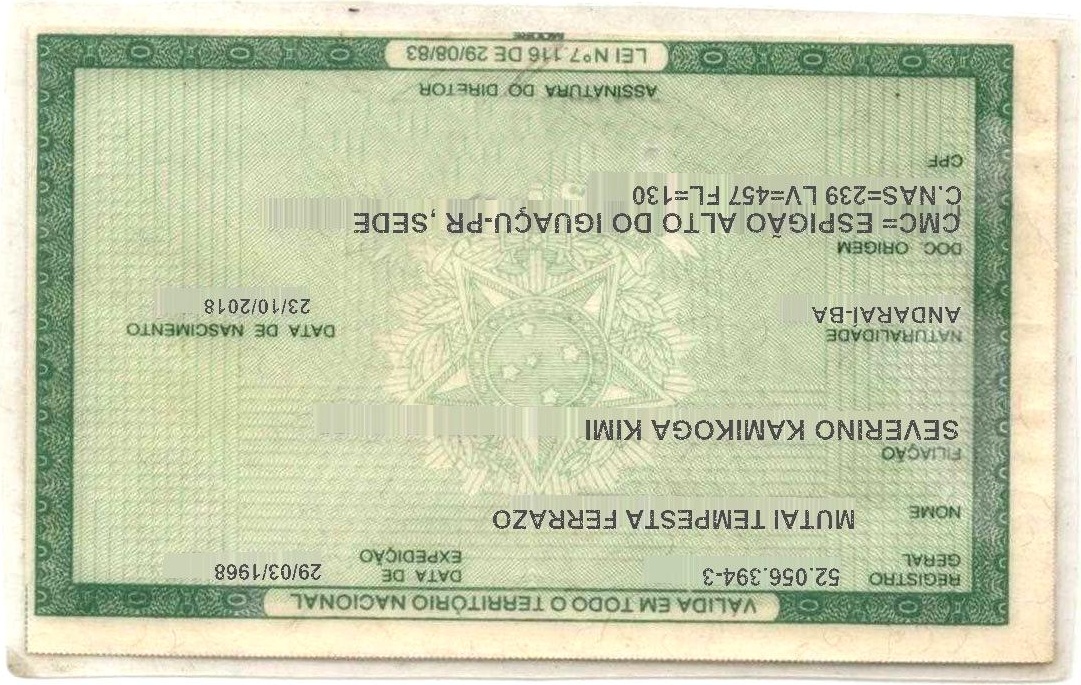 VÁLIDA EM TODO O TERRITÓRIO NACIONAL
REGISTRO GERAL 52.056.394-3 DATA DE EXPEDIÇÃO 29/03/1968
NOME MUTAI TEMPESTA FERRAZO
FILIAÇÃO
SEVERINO KAMIKOGA KIMI
NATURALIDADE DATA DE NASCIMENTO
ANDARAÍ-BA 23/10/2018
DOC ORIGEM
CMC= ESPIGÃO ALTO DO IGUAÇU-PR, SEDE
C.NAS=239 LV=457 FL=130
CPF
ASSINATURA DO DIRETOR
LEI Nº 7.116 DE 29/08/83